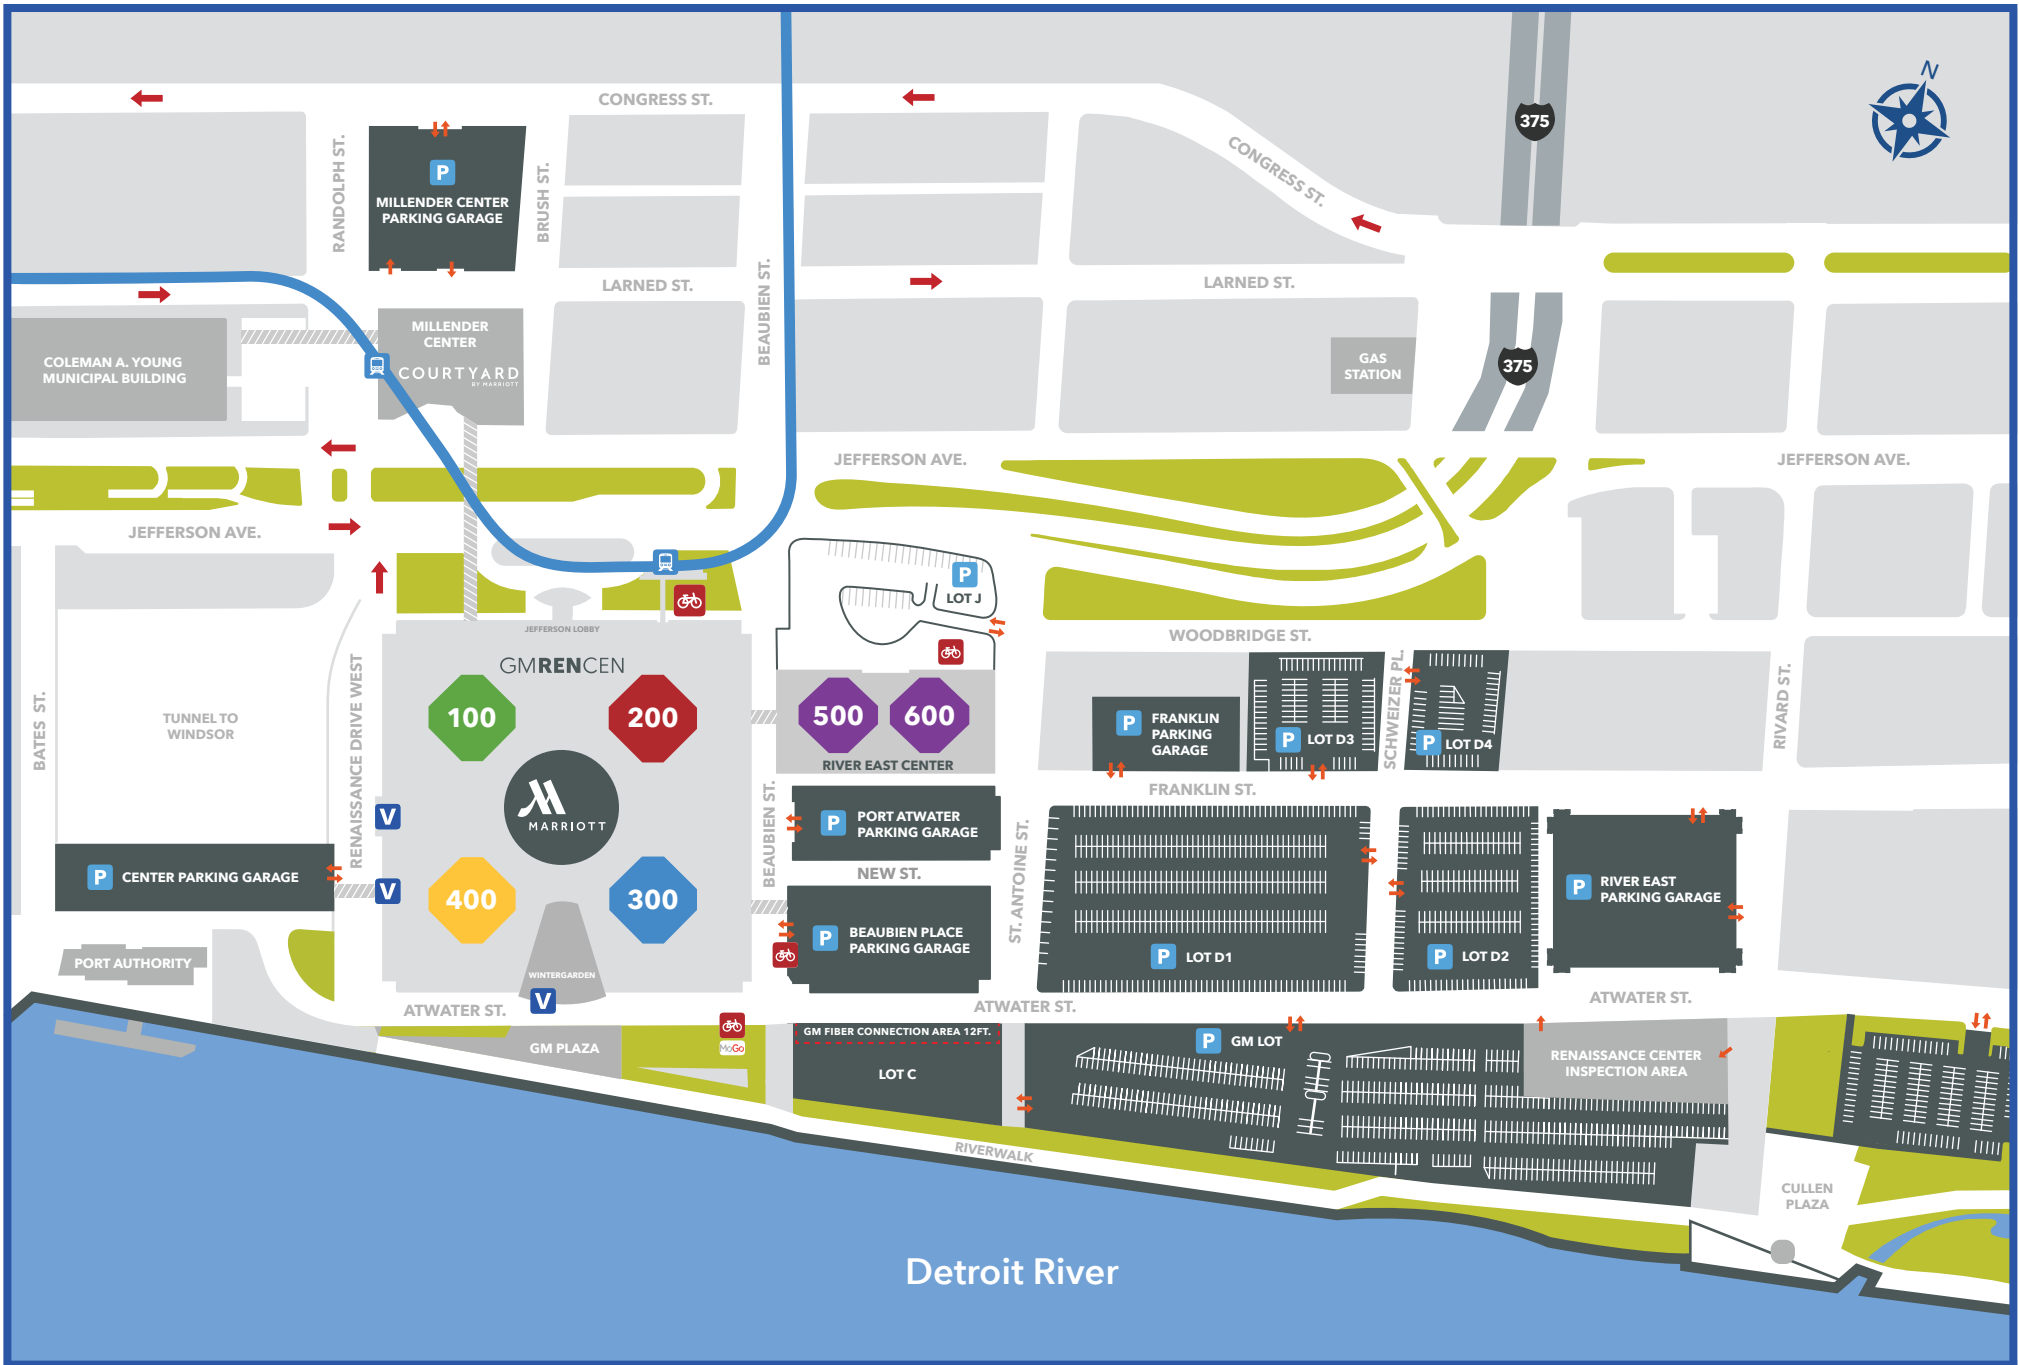 N
CONGRESS ST.
375
RANDOLPH ST.
P
MILLENDER CENTER
PARKING GARAGE
BRUSH ST.
CONGRESS ST.
BEAUBIEN ST.
LARNED ST.
LARNED ST.
COLEMAN A. YOUNG
MUNICIPAL BUILDING
MILLENDER
CENTER
COURTYARD
BY MARRIOTT
GAS
STATION
375
JEFFERSON AVE.
JEFFERSON AVE.
JEFFERSON AVE.
P
LOT J
JEFFERSON LOBBY
GMRENCEN
WOODBRIDGE ST.
BATES ST.
TUNNEL TO
WINDSOR
RENAISSANCE DRIVE WEST
100
200
500
600
RIVER EAST CENTER
P
FRANKLIN
PARKING
GARAGE
P
LOT D3
SCHWEIZER PL.
P
LOT D4
RIVARD ST.
MARRIOTT
V
BEAUBIEN ST.
P
PORT ATWATER
PARKING GARAGE
FRANKLIN ST.
ST. ANTOINE ST.
NEW ST.
P
CENTER PARKING GARAGE
V
400
300
P
BEAUBIEN PLACE
PARKING GARAGE
P
LOT D1
P
LOT D2
P
RIVER EAST
PARKING GARAGE
PORT AUTHORITY
WINTERGARDEN
V
ATWATER ST.
ATWATER ST.
ATWATER ST.
GM PLAZA
MoGo
GM FIBER CONNECTION AREA 12FT.
LOT C
P
GM LOT
RENAISSANCE CENTER
INSPECTION AREA
RIVERWALK
CULLEN
PLAZA
Detroit River